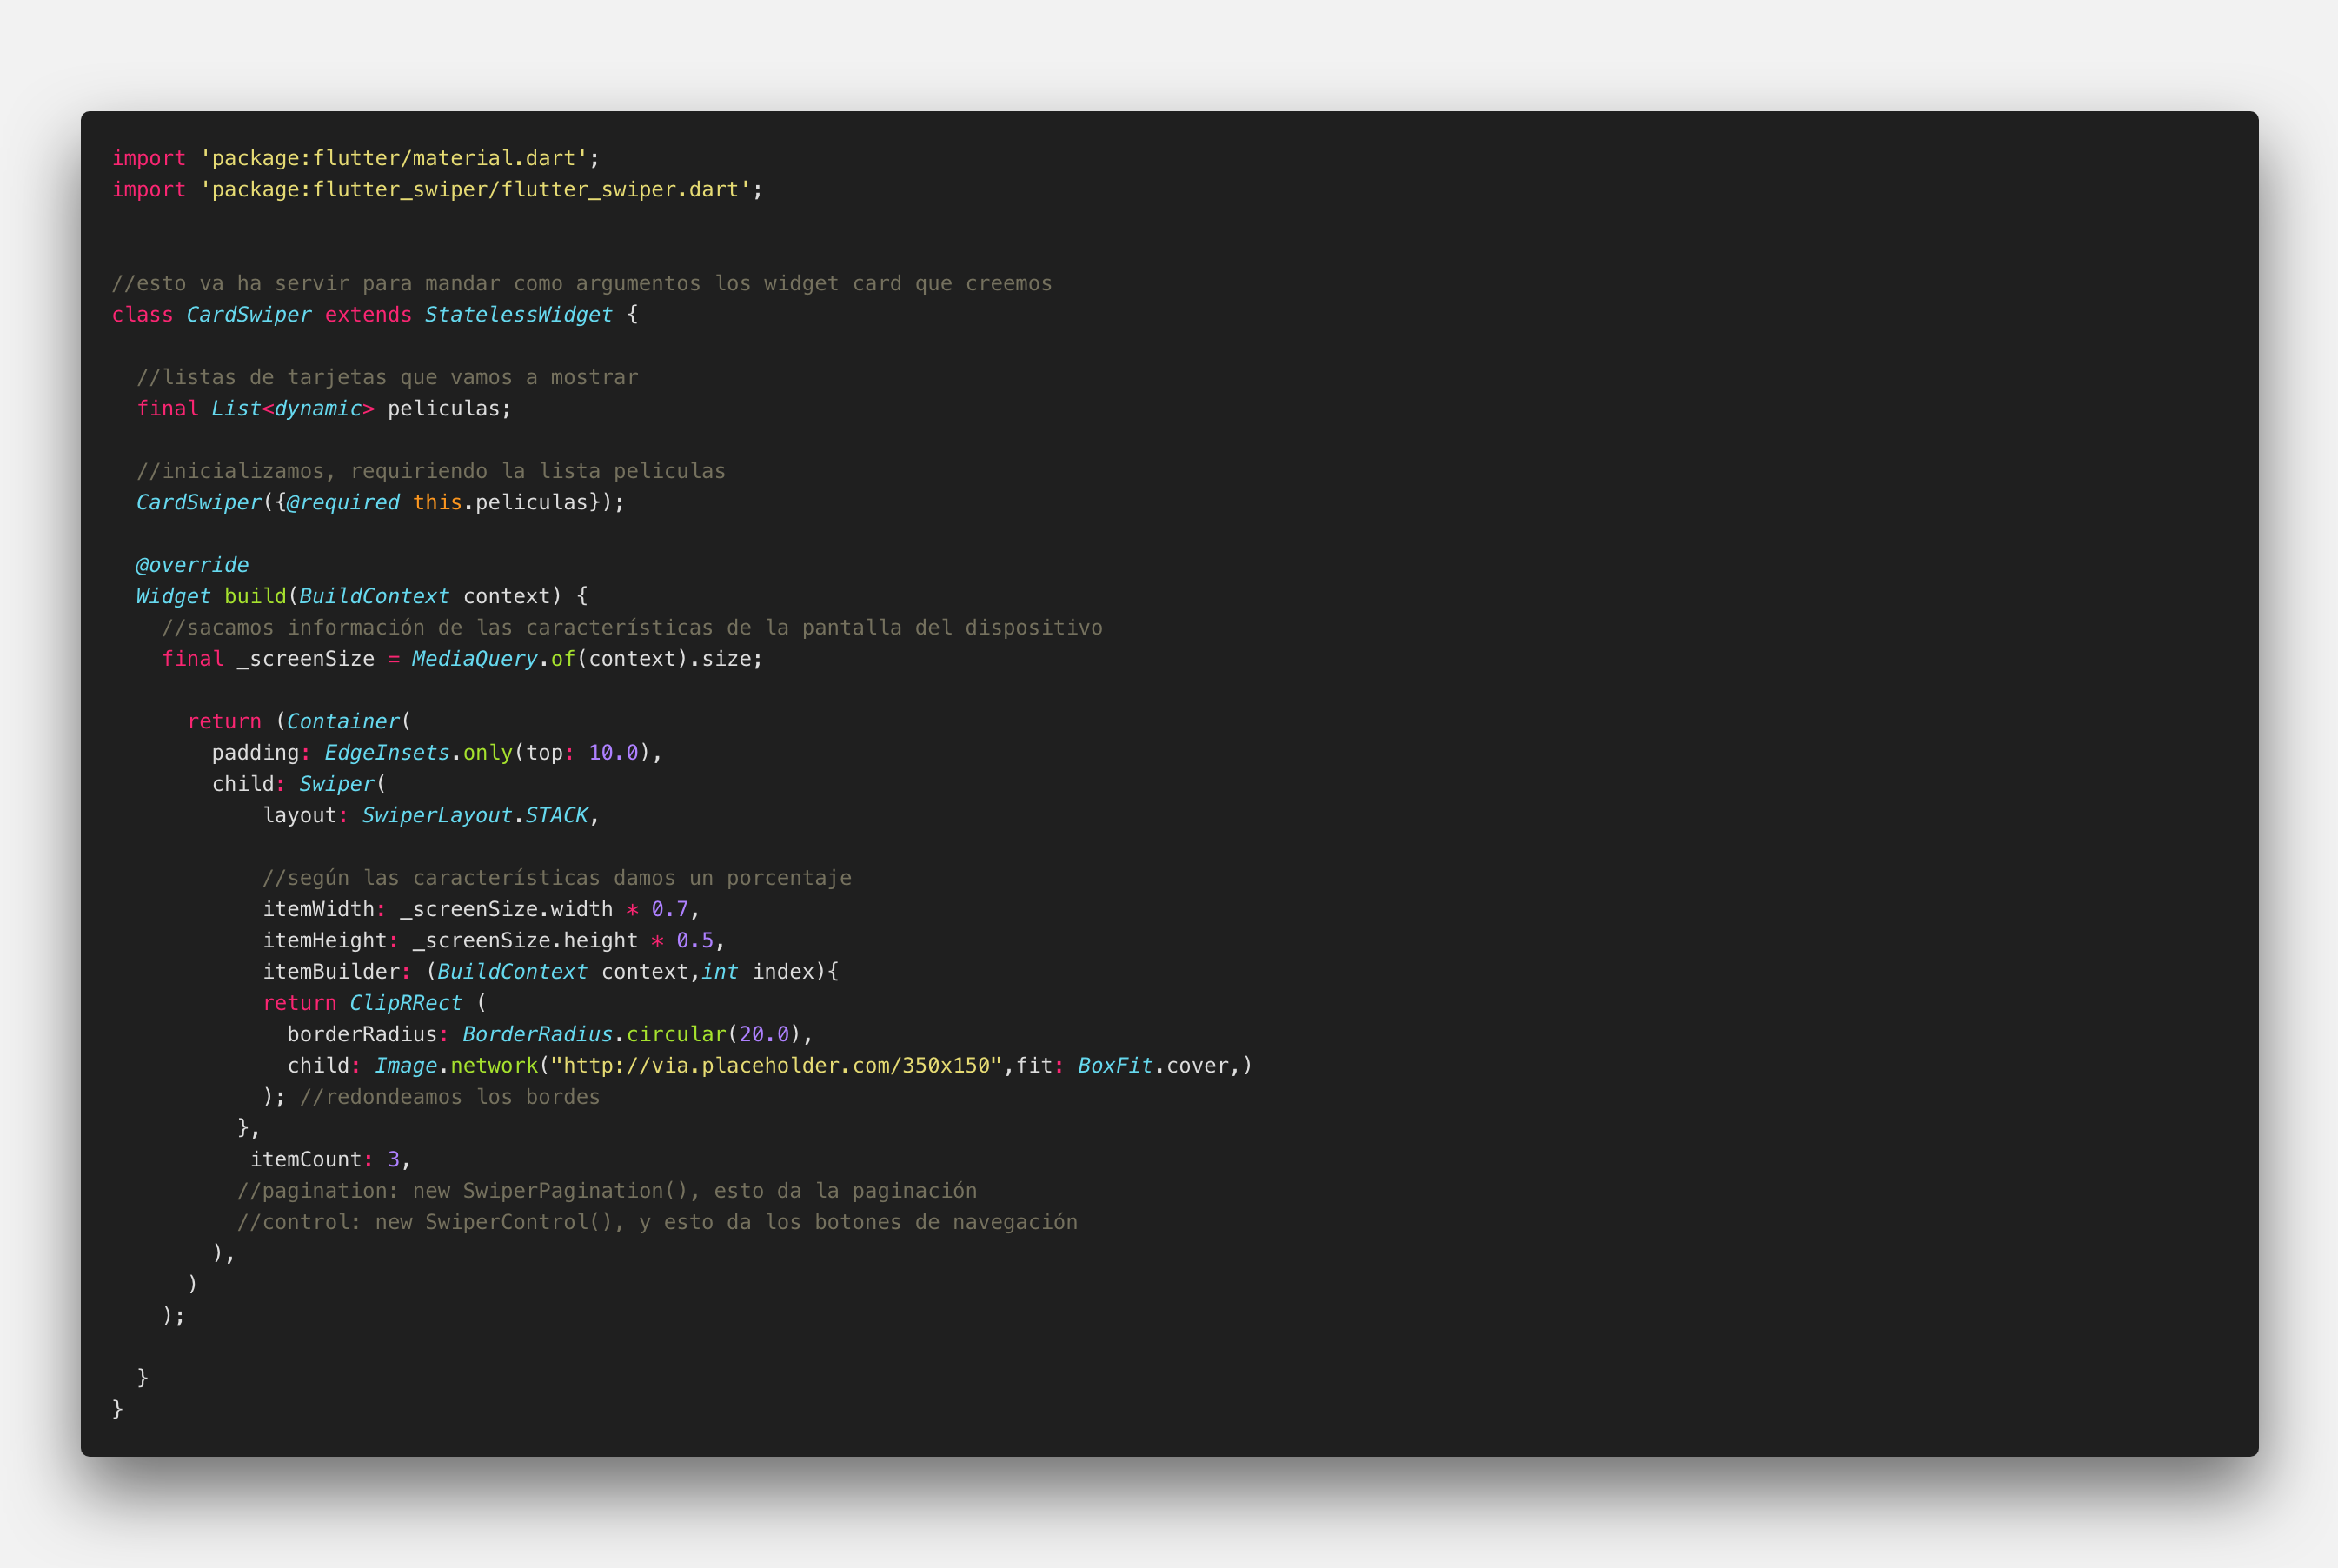 import 'package:flutter/material.dart';
import 'package:flutter_swiper/flutter_swiper.dart';
//esto va ha servir para mandar como argumentos los widget card que creemos
class CardSwiper extends StatelessWidget {
//listas de tarjetas que vamos a mostrar
final List<dynamic> peliculas;
//inicializamos, requiriendo la lista peliculas
CardSwiper({@required this.peliculas});
@override
Widget build(BuildContext context) {
//sacamos información de las características de la pantalla del dispositivo
final _screenSize = MediaQuery.of(context).size;
return (Container(
padding: EdgeInsets.only(top: 10.0),
child: Swiper(
layout: SwiperLayout.STACK,
//según las características damos un porcentaje
itemWidth: _screenSize.width * 0.7,
itemHeight: _screenSize.height * 0.5,
itemBuilder: (BuildContext context,int index){
return ClipRRect (
borderRadius: BorderRadius.circular(20.0),
child: Image.network("http://via.placeholder.com/350x150",fit: BoxFit.cover,)
); //redondeamos los bordes
},
itemCount: 3,
//pagination: new SwiperPagination(), esto da la paginación
//control: new SwiperControl(), y esto da los botones de navegación
),
)
);
}
}